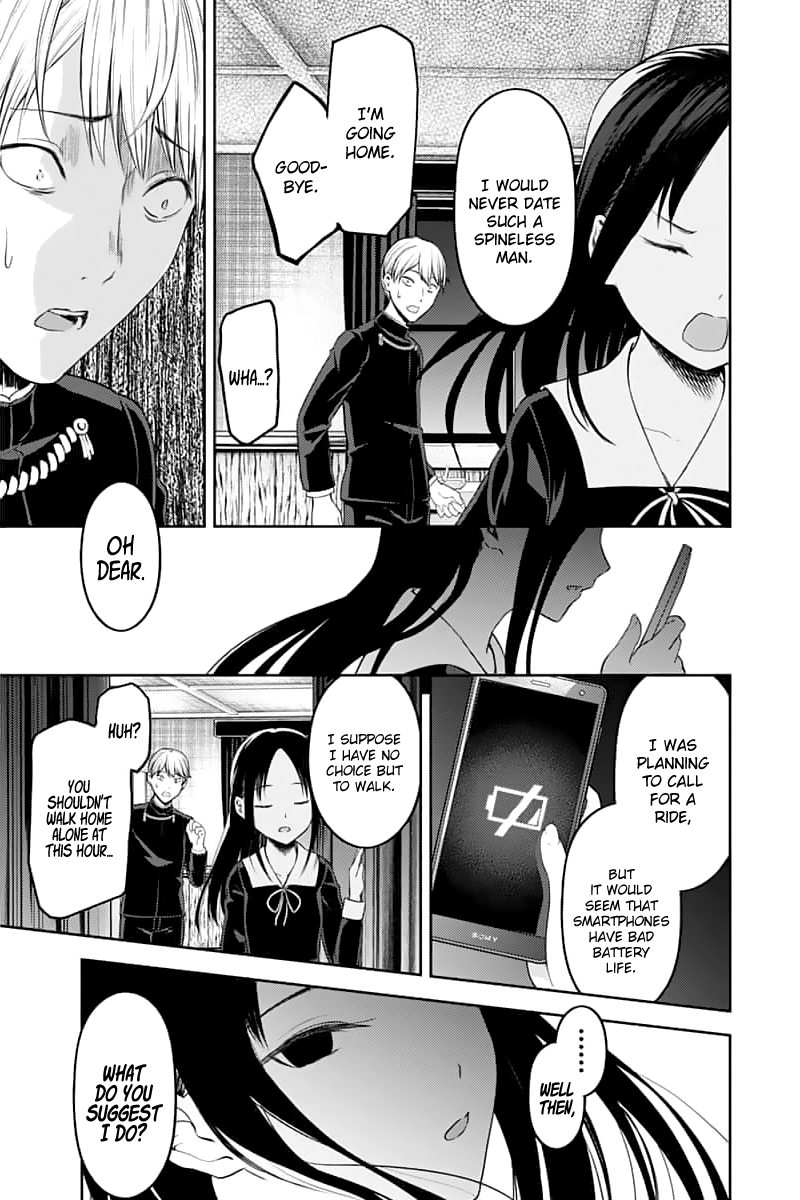 I WOULD
NEVER DATE
SUCH A
SPINELESS
MAN.
I'M
GOING
HOME.
GOOD-
BYE.
WHA...?
OH
DEAR.
I WAS
PLANNING
TO CALL
FOR A
RIDE,
BUT
IT WOULD
SEEM THAT
SMARTPHONES
HAVE BAD
BATTERY
LIFE.
SOMY
I SUPPOSE
I HAVE NO
CHOICE BUT
TO WALK.
HUH?
YOU
SHOULDN'T
WALK HOME
ALONE AT
THIS HOUR...
......
WELL
THEN,
WHAT
DO YOU
SUGGEST
I DO?